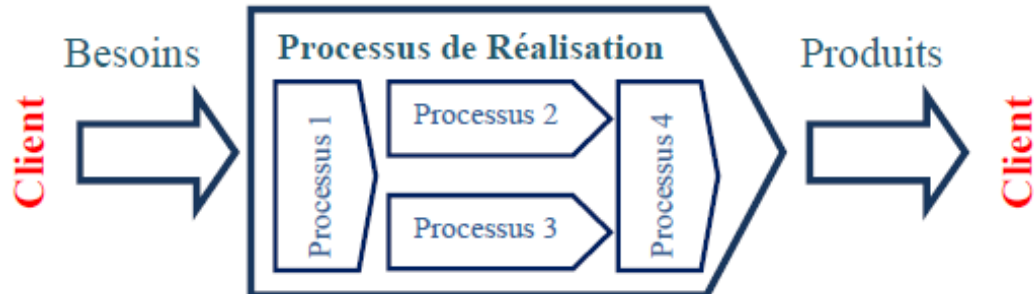 Client
Besoins
Processus de Réalisation
Processus 1
Processus 2
Processus 3
Processus 4
Produits
Client